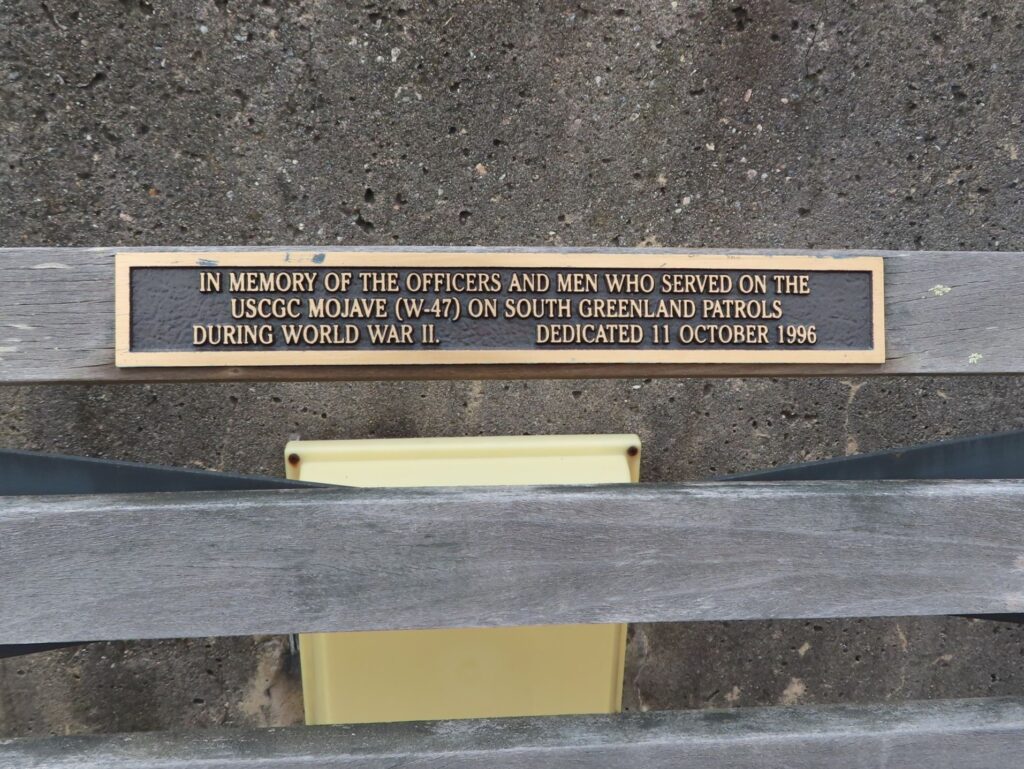 IN MEMORY OF THE OFFICERS AND MEN WHO SERVED ON THE
USCGC MOJAVE (W-47) ON SOUTH GREENLAND PATROLS
DURING WORLD WAR II. DEDICATED 11 OCTOBER 1996